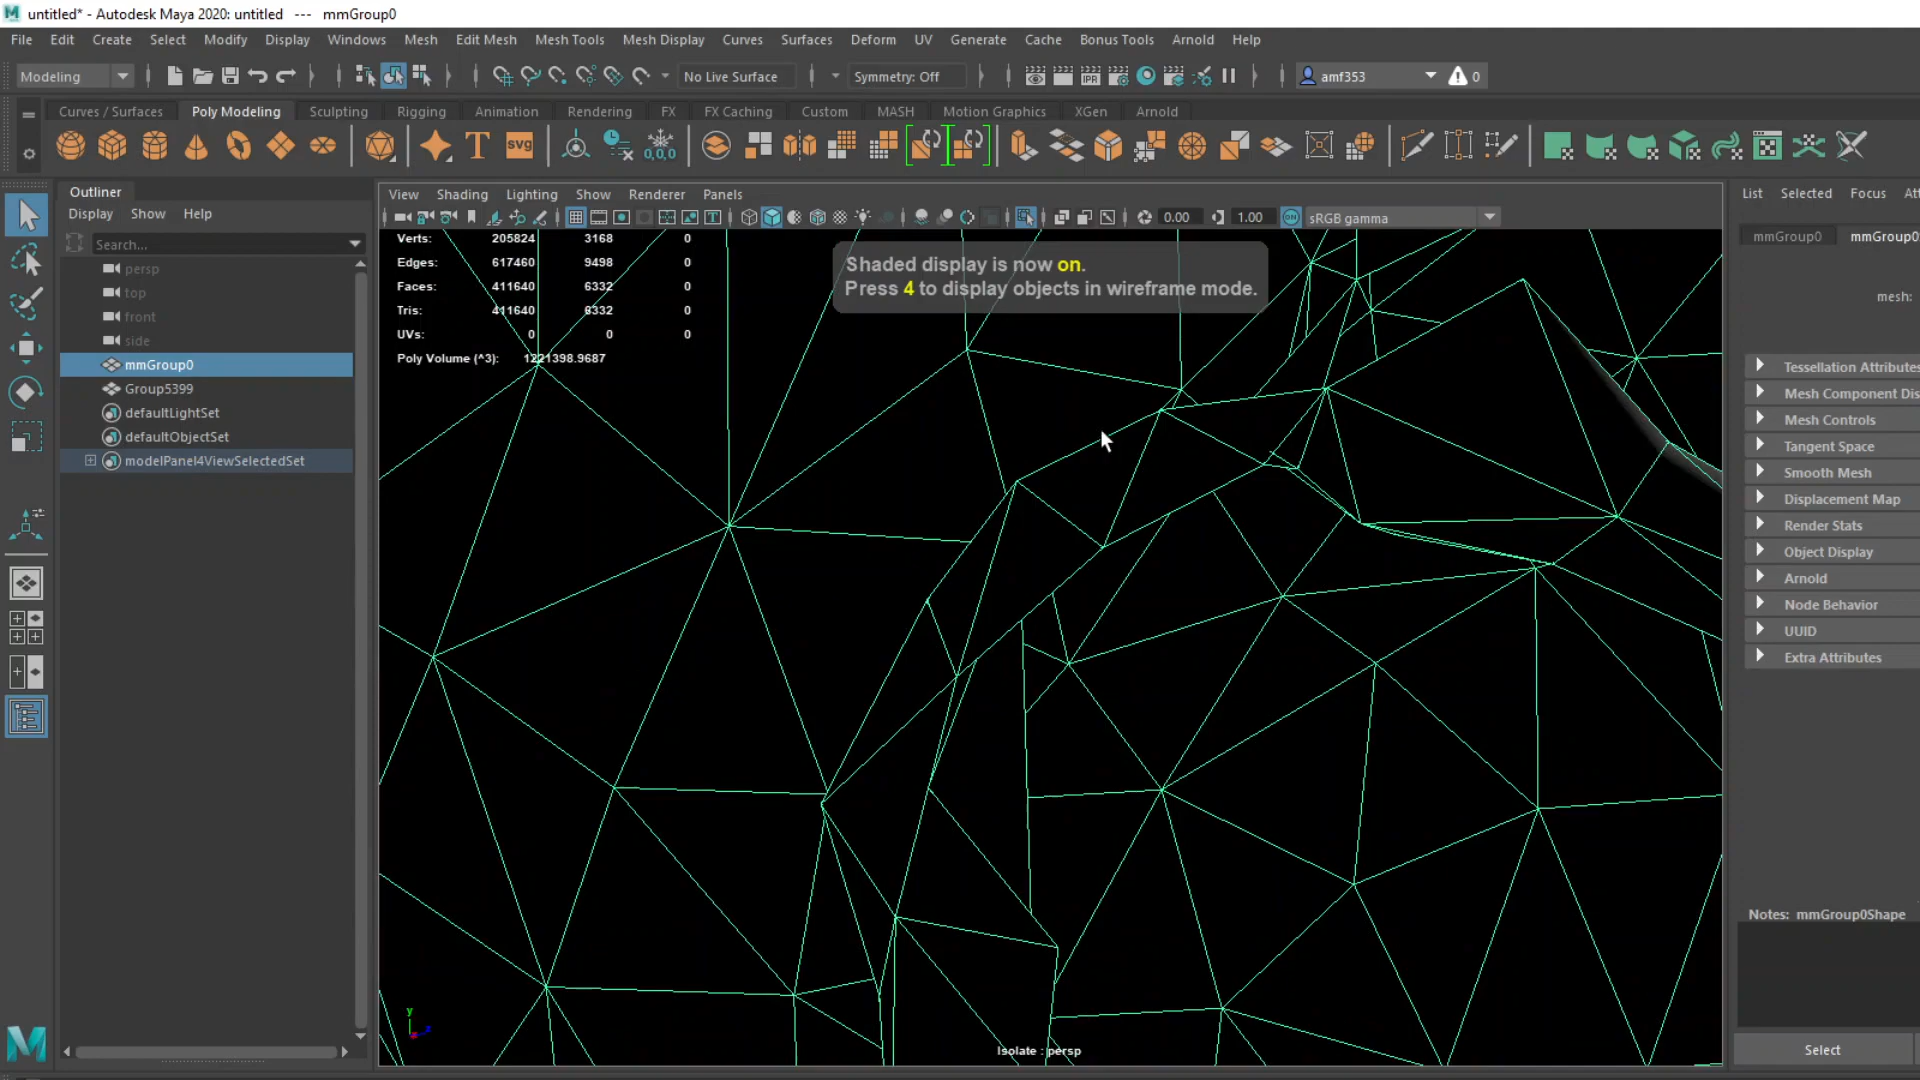 untitled* - Autodesk Maya 2020: untitled --- mmGroup0
File Edit Create Select Modify Display Windows Mesh Edit Mesh Mesh Tools Mesh Display Curves Surfaces Deform UV Generate Cache Bonus Tools Arnold Help
Modeling No Live Surface Symmetry: Off IPR amf353 0
Curves / Surfaces Poly Modeling Sculpting Rigging Animation Rendering FX FX Caching Custom MASH Motion Graphics XGen Arnold
T SVG 0,0,0
Outliner
Display Show Help
Search...
persp
top
front
side
mmGroup0
Group5399
defaultLightSet
defaultObjectSet
modelPanel4ViewSelectedSet
View Shading Lighting Show Renderer Panels
0.00 1.00 ON sRGB gamma
Verts: 205824 3168 0
Edges: 617460 9498 0
Faces: 411640 6332 0
Tris: 411640 6332 0
UVs: 0 0 0
Poly Volume (^3): 1221398.9687
Shaded display is now on.
Press 4 to display objects in wireframe mode.
y
Isolate : persp
List Selected Focus Att
mmGroup0 mmGroup0S
mesh:
Tessellation Attributes
Mesh Component Dis
Mesh Controls
Tangent Space
Smooth Mesh
Displacement Map
Render Stats
Object Display
Arnold
Node Behavior
UUID
Extra Attributes
Notes: mmGroup0Shape
Select
M